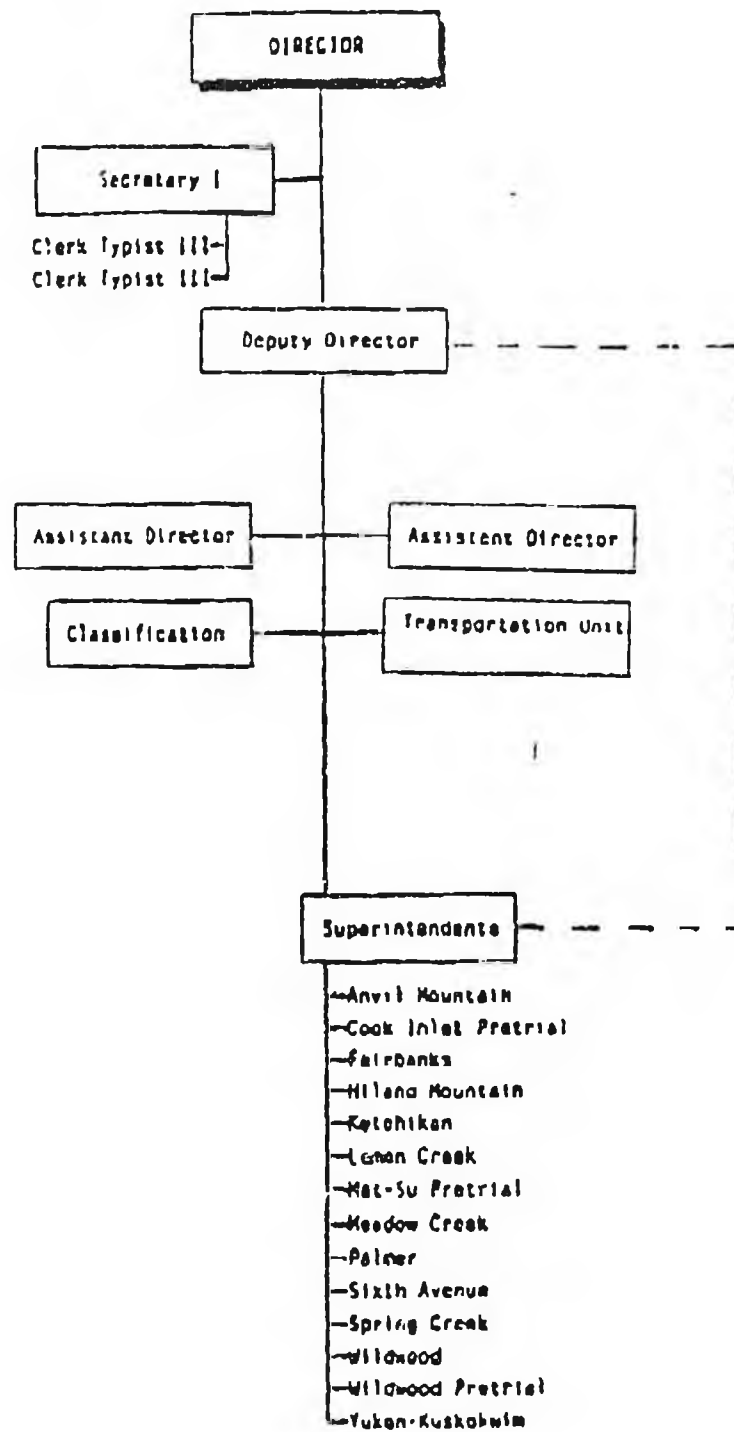 DIRECTOR
Secretary I
Clerk Typist III
Clerk Typist III
Deputy Director
Assistant Director
Assistant Director
Classification
Transportation Unit
Superintendents
Anvil Mountain
Cook Inlet Pretrial
Fairbanks
Hiland Mountain
Ketchikan
Lemon Creek
Mat-Su Pretrial
Meadow Creek
Palmer
Sixth Avenue
Spring Creek
Wildwood
Wildwood Pretrial
Yukon-Kuskokwim